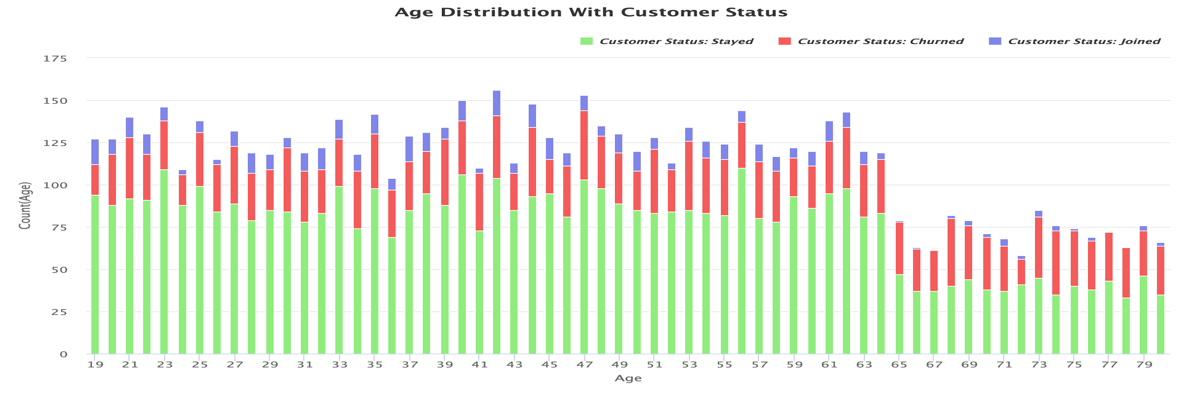 Age Distribution With Customer Status
Customer Status: Stayed Customer Status: Churned Customer Status: Joined
175
150
125
100
75
50
25
0
Count(Age)
19 21 23 25 27 29 31 33 35 37 39 41 43 45 47 49 51 53 55 57 59 61 63 65 67 69 71 73 75 77 79
Age